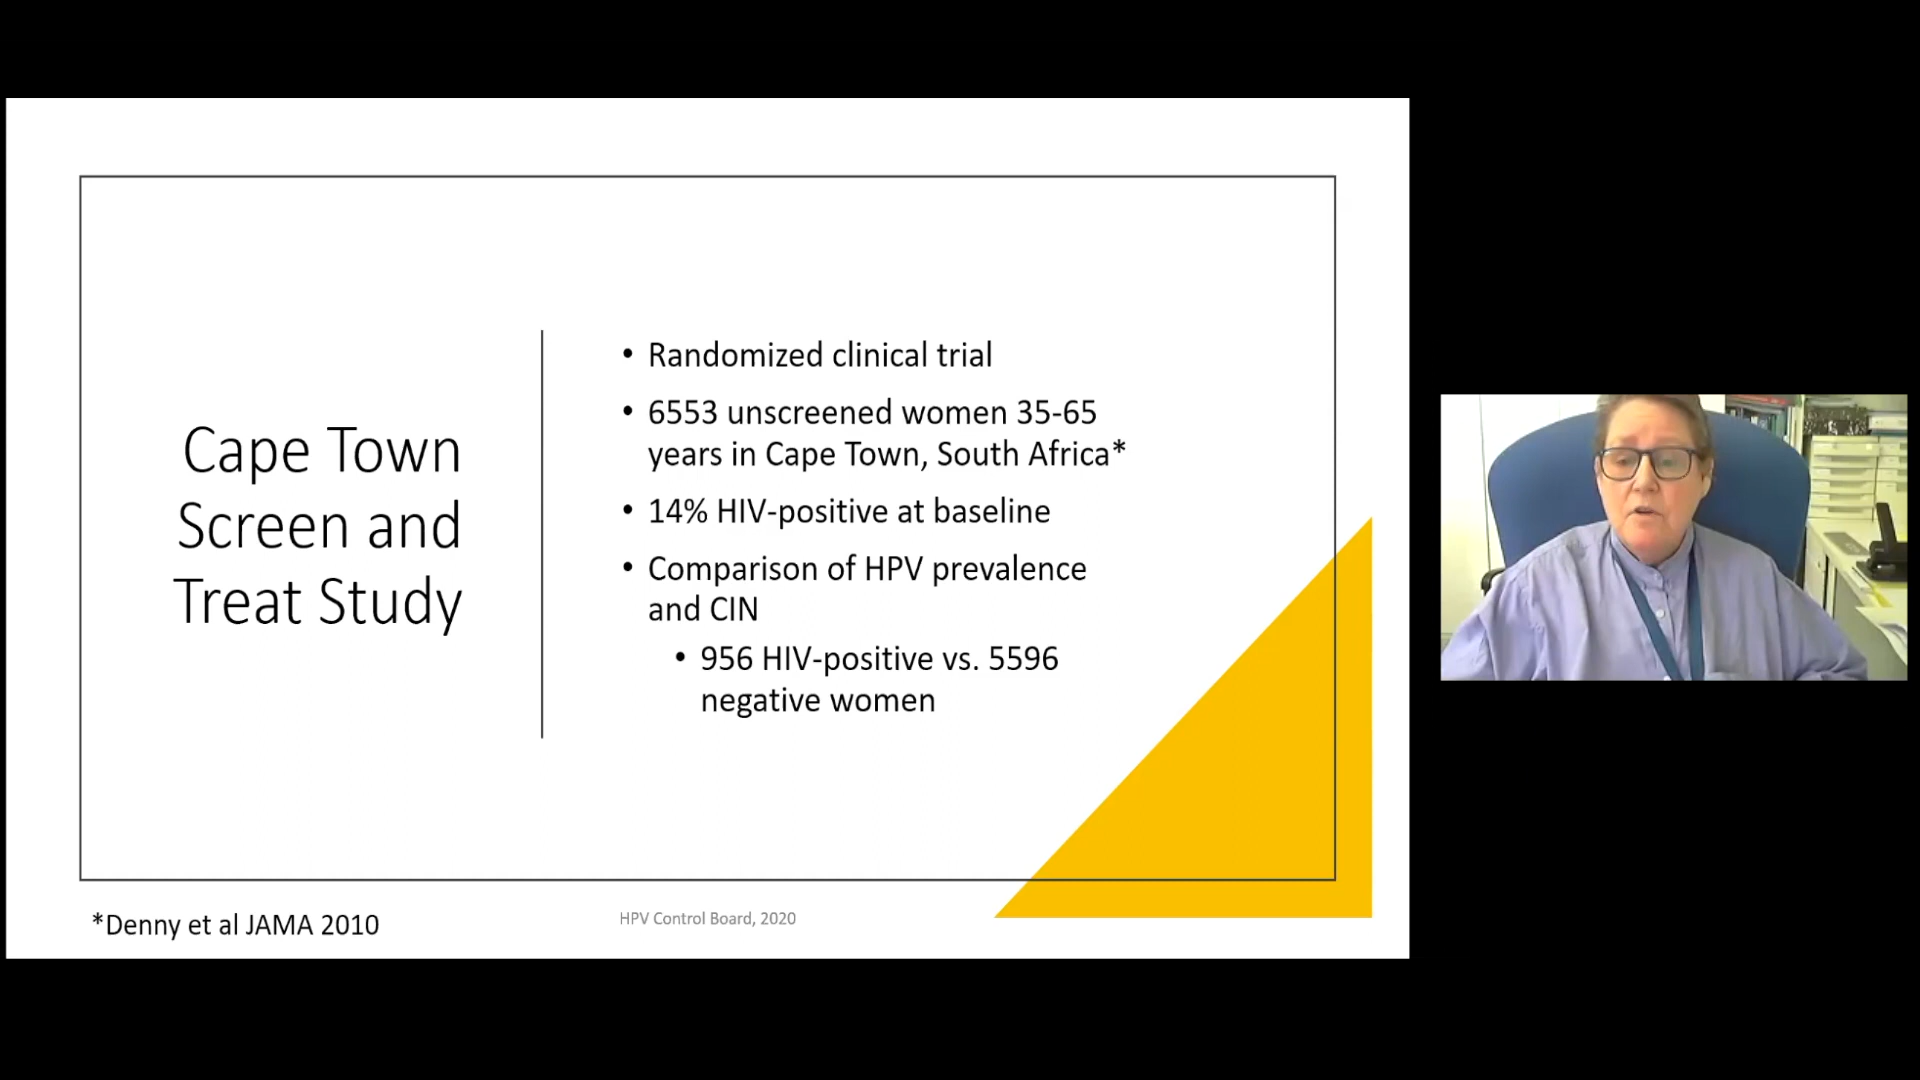 Cape Town
Screen and
Treat Study
• Randomized clinical trial
• 6553 unscreened women 35-65
years in Cape Town, South Africa*
• 14% HIV-positive at baseline
• Comparison of HPV prevalence
and CIN
• 956 HIV-positive vs. 5596
negative women
*Denny et al JAMA 2010
HPV Control Board, 2020